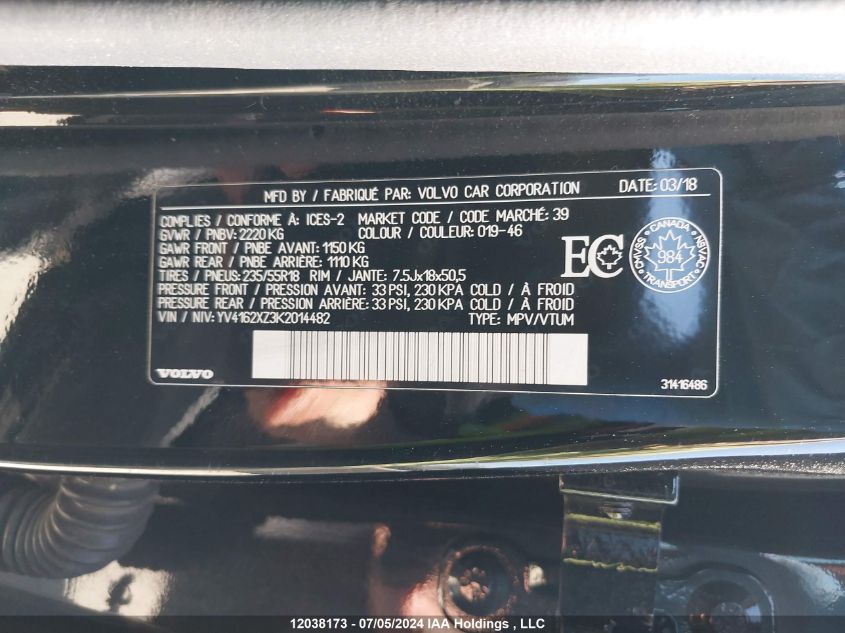 MFD BY / FABRIQUÉ PAR: VOLVO CAR CORPORATION DATE: 03/18
COMPLIES / CONFORME À: ICES-2 MARKET CODE / CODE MARCHÉ: 39
GVWR / PNBV: 2220 KG COLOUR / COULEUR: 019-46
GAWR FRONT / PNBE AVANT: 1150 KG
GAWR REAR / PNBE ARRIÈRE: 1110 KG
TIRES / PNEUS: 235/55R18 RIM / JANTE: 7.5Jx18x50,5
PRESSURE FRONT / PRESSION AVANT: 33 PSI, 230 KPA COLD / À FROID
PRESSURE REAR / PRESSION ARRIÈRE: 33 PSI, 230 KPA COLD / À FROID
VIN / NIV: YV4162XZ3K2014482 TYPE: MPV/VTUM
EC
CANADA
CMVSS NSVAC
984
TRANSPORT
VOLVO
31416486
12038173 - 07/05/2024 IAA Holdings , LLC